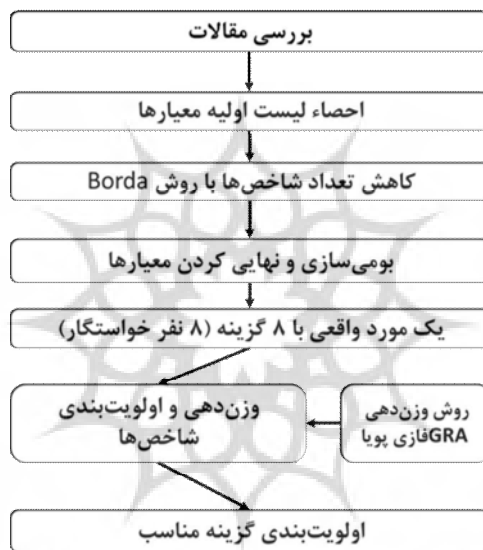 بررسی مقالات
احصاء لیست اولیه معیارها
کاهش تعداد شاخص‌ها با روش Borda
بومی‌سازی و نهایی کردن معیارها
یک مورد واقعی با ۸ گزینه (۸ نفر خواستگار)
وزن‌دهی و اولویت‌بندی
شاخص‌ها
روش وزن‌دهی
GRAفازی پویا
اولویت‌بندی گزینه مناسب